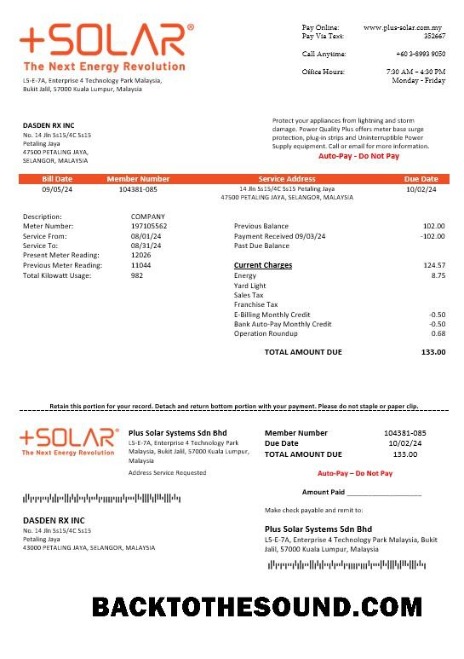 +SOLAR®
The Next Energy Revolution
L5-E-7A, Enterprise 4 Technology Park Malaysia,
Bukit Jalil, 57000 Kuala Lumpur, Malaysia
Pay Online: www.plus-solar.com.my
Pay Via Text: 352667
Call Anytime: +60 3-8993 9050
Office Hours: 7:30 AM – 4:30 PM
Monday - Friday
DASDEN RX INC
No. 14 Jln Ss15/4C Ss15
Petaling Jaya
47500 PETALING JAYA,
SELANGOR, MALAYSIA
Protect your appliances from lightning and storm
damage. Power Quality Plus offers meter base surge
protection, plug-in strips and Uninterruptible Power
Supply equipment. Call or email for more information.
Auto-Pay - Do Not Pay
Bill Date Member Number Service Address Due Date
09/05/24 104381-085 14 Jln Ss15/4C Ss15 Petaling Jaya 10/02/24
47500 PETALING JAYA, SELANGOR, MALAYSIA
Description: COMPANY
Meter Number: 197105562 Previous Balance 102.00
Service From: 08/01/24 Payment Received 09/03/24 -102.00
Service To: 08/31/24 Past Due Balance
Present Meter Reading: 12026
Previous Meter Reading: 11044 Current Charges 124.57
Total Kilowatt Usage: 982 Energy 8.75
Yard Light
Sales Tax
Franchise Tax
E-Billing Monthly Credit -0.50
Bank Auto-Pay Monthly Credit -0.50
Operation Roundup 0.68
TOTAL AMOUNT DUE 133.00
Retain this portion for your record. Detach and return bottom portion with your payment. Please do not staple or paper clip.
+SOLAR®
The Next Energy Revolution
Plus Solar Systems Sdn Bhd
L5-E-7A, Enterprise 4 Technology Park
Malaysia, Bukit Jalil, 57000 Kuala Lumpur,
Malaysia
Address Service Requested
Member Number 104381-085
Due Date 10/02/24
TOTAL AMOUNT DUE 133.00
Auto-Pay – Do Not Pay
Amount Paid ____________________
DASDEN RX INC
No. 14 Jln Ss15/4C Ss15
Petaling Jaya
43000 PETALING JAYA, SELANGOR, MALAYSIA
Make check payable and remit to:
Plus Solar Systems Sdn Bhd
L5-E-7A, Enterprise 4 Technology Park Malaysia, Bukit
Jalil, 57000 Kuala Lumpur, Malaysia
BACKTOTHESOUND.COM